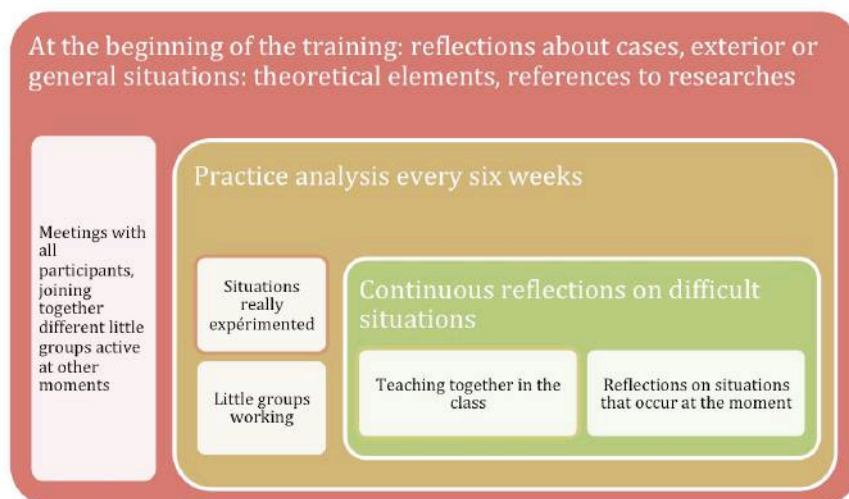 At the beginning of the training: reflections about cases, exterior or
general situations: theoretical elements, references to researches
Meetings with
all
participants,
joining
together
different little
groups active
at other
moments
Practice analysis every six weeks
Situations
really
expérimented
Little groups
working
Continuous reflections on difficult
situations
Teaching together in the
class
Reflections on situations
that occur at the moment